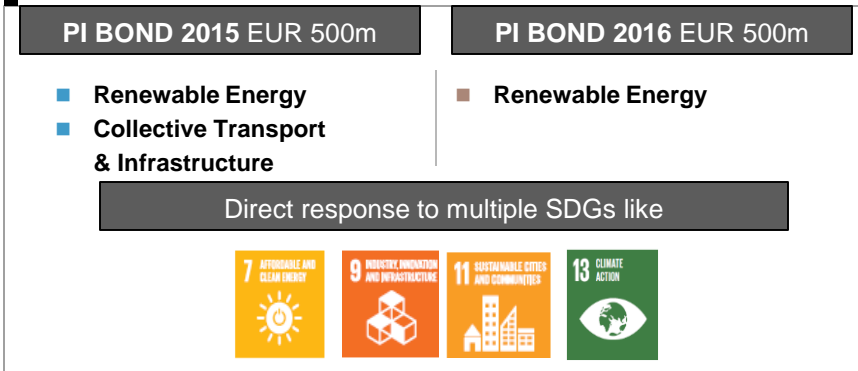 PI BOND 2015 EUR 500m
PI BOND 2016 EUR 500m
Renewable Energy
Collective Transport
& Infrastructure
Renewable Energy
Direct response to multiple SDGs like
7 AFFORDABLE AND
CLEAN ENERGY
9 INDUSTRY, INNOVATION
AND INFRASTRUCTURE
11 SUSTAINABLE CITIES
AND COMMUNITIES
13 CLIMATE
ACTION